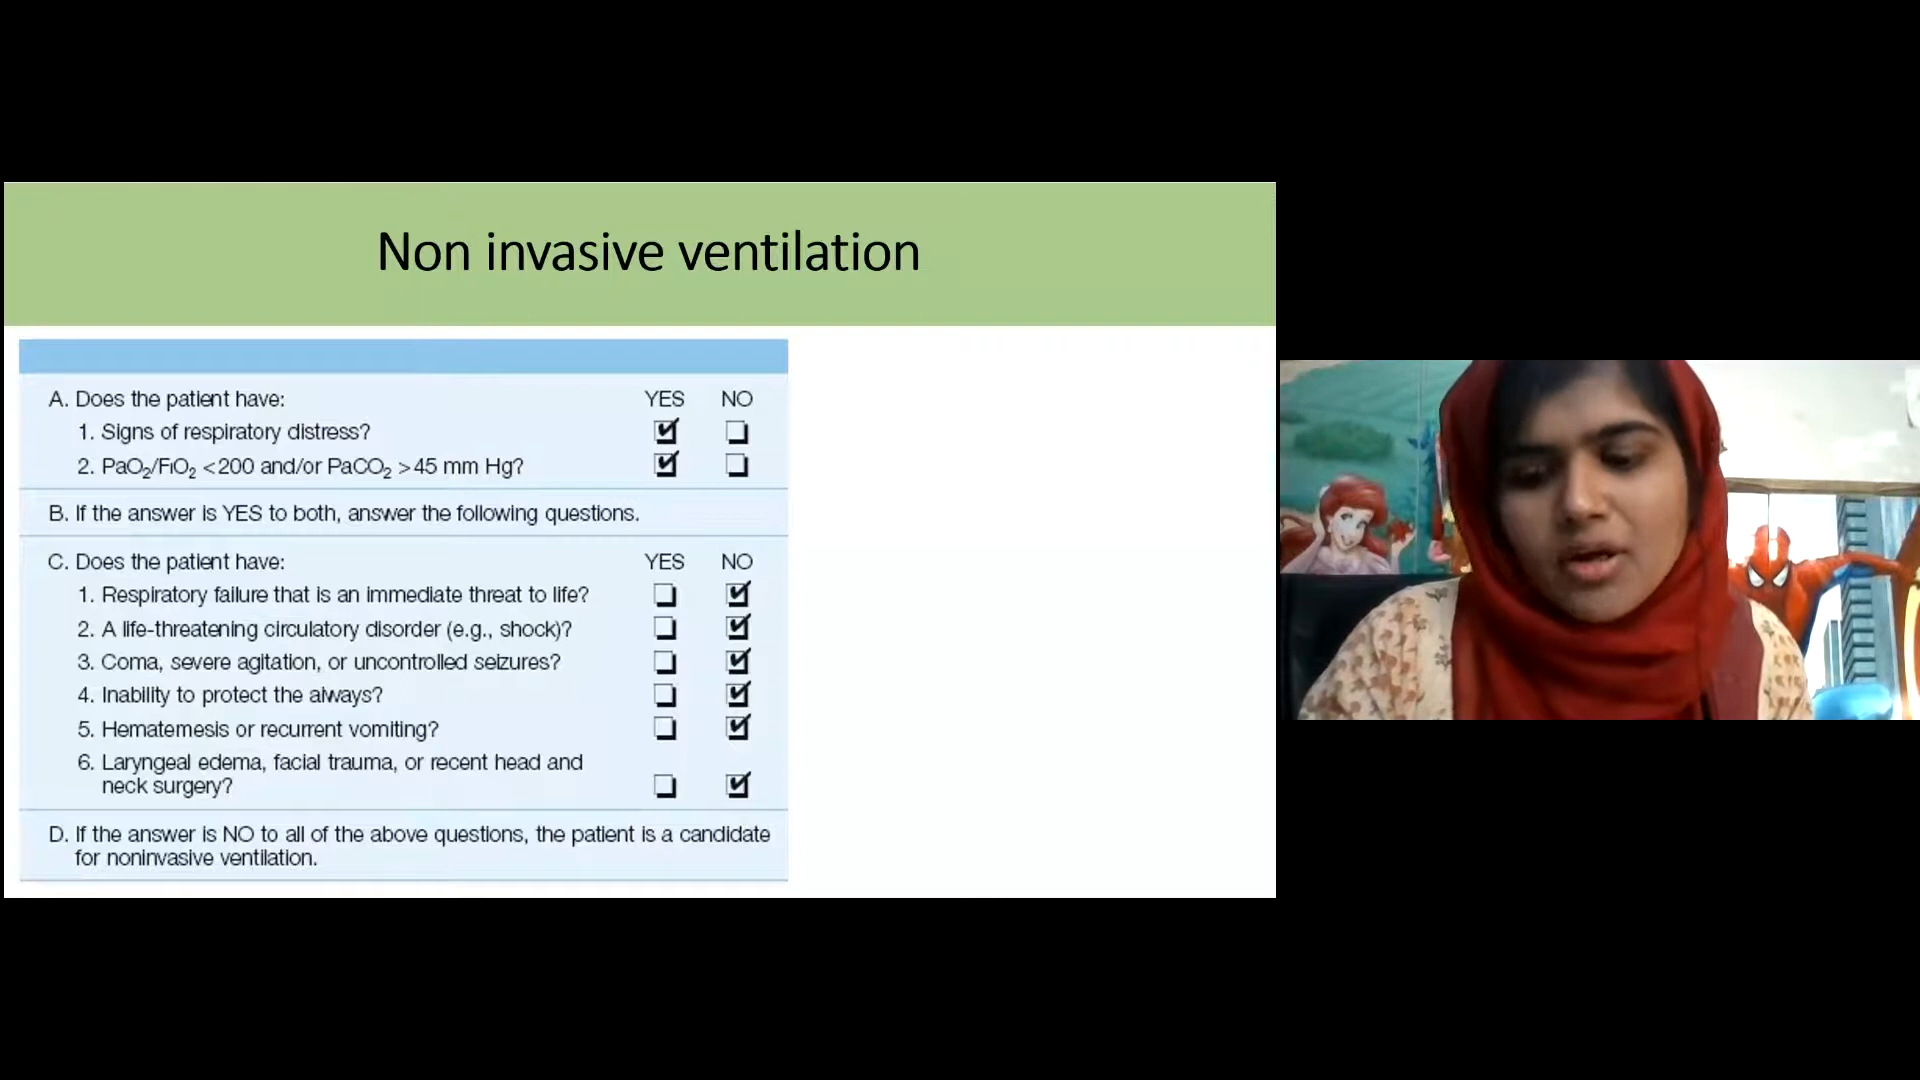 Non invasive ventilation
A. Does the patient have: YES NO
1. Signs of respiratory distress?
2. PaO₂/FiO₂ <200 and/or PaCO₂ >45 mm Hg?
B. If the answer is YES to both, answer the following questions.
C. Does the patient have: YES NO
1. Respiratory failure that is an immediate threat to life?
2. A life-threatening circulatory disorder (e.g., shock)?
3. Coma, severe agitation, or uncontrolled seizures?
4. Inability to protect the aiways?
5. Hematemesis or recurrent vomiting?
6. Laryngeal edema, facial trauma, or recent head and
neck surgery?
D. If the answer is NO to all of the above questions, the patient is a candidate
for noninvasive ventilation.